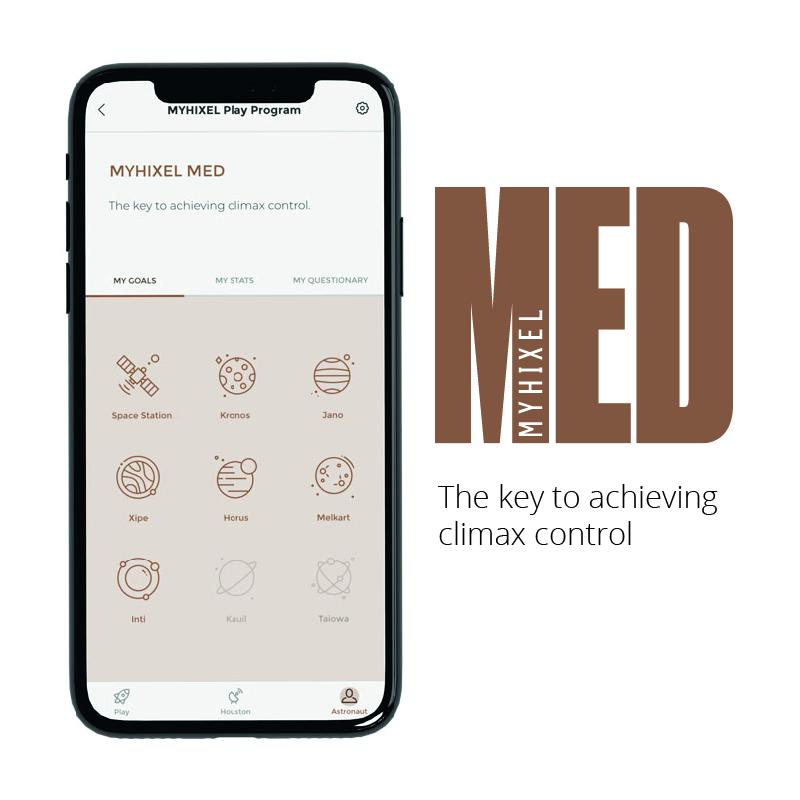 MYHIXEL Play Program
MYHIXEL MED
The key to achieving climax control.
MY GOALS MY STATS MY QUESTIONARY
Space Station Kronos Jano
Xipe Horus Melkart
Inti Kauil Taiowa
Play Houston Astronaut
MED
MYHIXEL
The key to achieving
climax control